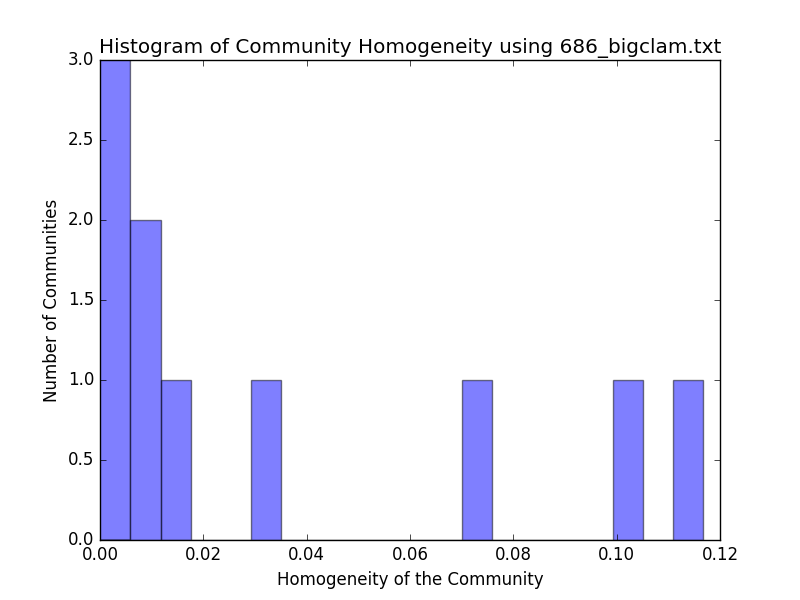 Histogram of Community Homogeneity using 686_bigclam.txt
3.0
2.5
2.0
1.5
1.0
0.5
0.0
Number of Communities
0.00 0.02 0.04 0.06 0.08 0.10 0.12
Homogeneity of the Community